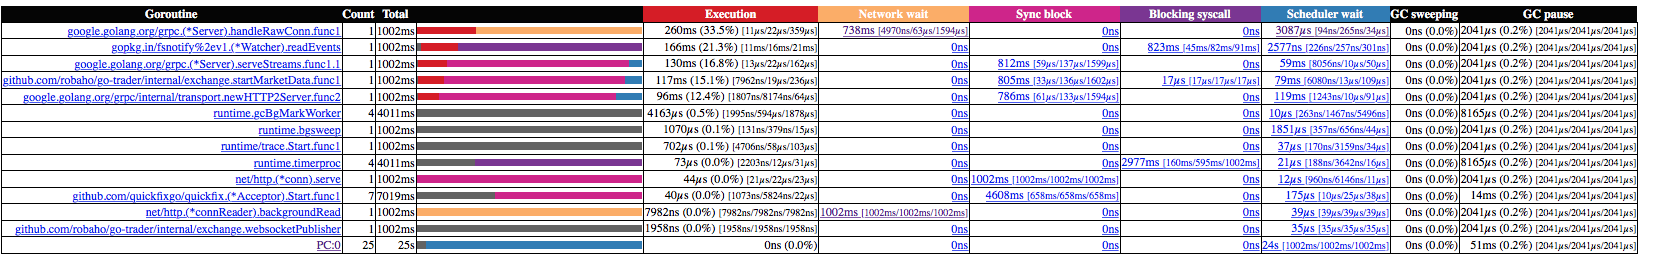 Goroutine Count Total Execution Network wait Sync block Blocking syscall Scheduler wait GC sweeping GC pause
google.golang.org/grpc.(*Server).handleRawConn.func1 1 1002ms 260ms (33.5%) [11µs/22µs/359µs] 738ms [4970ns/63µs/1594µs] 0ns 0ns 3087µs [94ns/265ns/34µs] 0ns (0.0%) 2041µs (0.2%) [2041µs/2041µs/2041µs]
gopkg.in/fsnotify%2ev1.(*Watcher).readEvents 1 1002ms 166ms (21.3%) [11ms/16ms/21ms] 0ns 0ns 823ms [45ms/82ms/91ms] 2577ns [226ns/257ns/301ns] 0ns (0.0%) 2041µs (0.2%) [2041µs/2041µs/2041µs]
google.golang.org/grpc.(*Server).serveStreams.func1.1 1 1002ms 130ms (16.8%) [13µs/22µs/162µs] 0ns 812ms [59µs/137µs/1599µs] 0ns 59ms [8056ns/10µs/50µs] 0ns (0.0%) 2041µs (0.2%) [2041µs/2041µs/2041µs]
github.com/robaho/go-trader/internal/exchange.startMarketData.func1 1 1002ms 117ms (15.1%) [7962ns/19µs/236µs] 0ns 805ms [33µs/136µs/1602µs] 17µs [17µs/17µs/17µs] 79ms [6080ns/13µs/109µs] 0ns (0.0%) 2041µs (0.2%) [2041µs/2041µs/2041µs]
google.golang.org/grpc/internal/transport.newHTTP2Server.func2 1 1002ms 96ms (12.4%) [1807ns/8174ns/64µs] 0ns 786ms [61µs/133µs/1594µs] 0ns 119ms [1243ns/10µs/91µs] 0ns (0.0%) 2041µs (0.2%) [2041µs/2041µs/2041µs]
runtime.gcBgMarkWorker 4 4011ms 4163µs (0.5%) [1995ns/594µs/1878µs] 0ns 0ns 0ns 10µs [263ns/1467ns/5496ns] 0ns (0.0%) 8165µs (0.2%) [2041µs/2041µs/2041µs]
runtime.bgsweep 1 1002ms 1070µs (0.1%) [131ns/379ns/15µs] 0ns 0ns 0ns 1851µs [357ns/656ns/44µs] 0ns (0.0%) 2041µs (0.2%) [2041µs/2041µs/2041µs]
runtime/trace.Start.func1 1 1002ms 702µs (0.1%) [4706ns/58µs/103µs] 0ns 0ns 0ns 37µs [170ns/3159ns/34µs] 0ns (0.0%) 2041µs (0.2%) [2041µs/2041µs/2041µs]
runtime.timerproc 4 4011ms 73µs (0.0%) [2203ns/12µs/31µs] 0ns 0ns 2977ms [160ms/595ms/1002ms] 21µs [188ns/3642ns/16µs] 0ns (0.0%) 8165µs (0.2%) [2041µs/2041µs/2041µs]
net/http.(*conn).serve 1 1002ms 44µs (0.0%) [21µs/22µs/23µs] 0ns 1002ms [1002ms/1002ms/1002ms] 0ns 12µs [960ns/6146ns/11µs] 0ns (0.0%) 2041µs (0.2%) [2041µs/2041µs/2041µs]
github.com/quickfixgo/quickfix.(*Acceptor).Start.func1 7 7019ms 40µs (0.0%) [1073ns/5824ns/22µs] 0ns 4608ms [658ms/658ms/658ms] 0ns 175µs [10µs/25µs/38µs] 0ns (0.0%) 14ms (0.2%) [2041µs/2041µs/2041µs]
net/http.(*connReader).backgroundRead 1 1002ms 7982ns (0.0%) [7982ns/7982ns/7982ns] 1002ms [1002ms/1002ms/1002ms] 0ns 0ns 39µs [39µs/39µs/39µs] 0ns (0.0%) 2041µs (0.2%) [2041µs/2041µs/2041µs]
github.com/robaho/go-trader/internal/exchange.websocketPublisher 1 1002ms 1958ns (0.0%) [1958ns/1958ns/1958ns] 0ns 0ns 0ns 35µs [35µs/35µs/35µs] 0ns (0.0%) 2041µs (0.2%) [2041µs/2041µs/2041µs]
PC:0 25 25s 0ns (0.0%) 0ns 0ns 0ns 24s [1002ms/1002ms/1002ms] 0ns (0.0%) 51ms (0.2%) [2041µs/2041µs/2041µs]